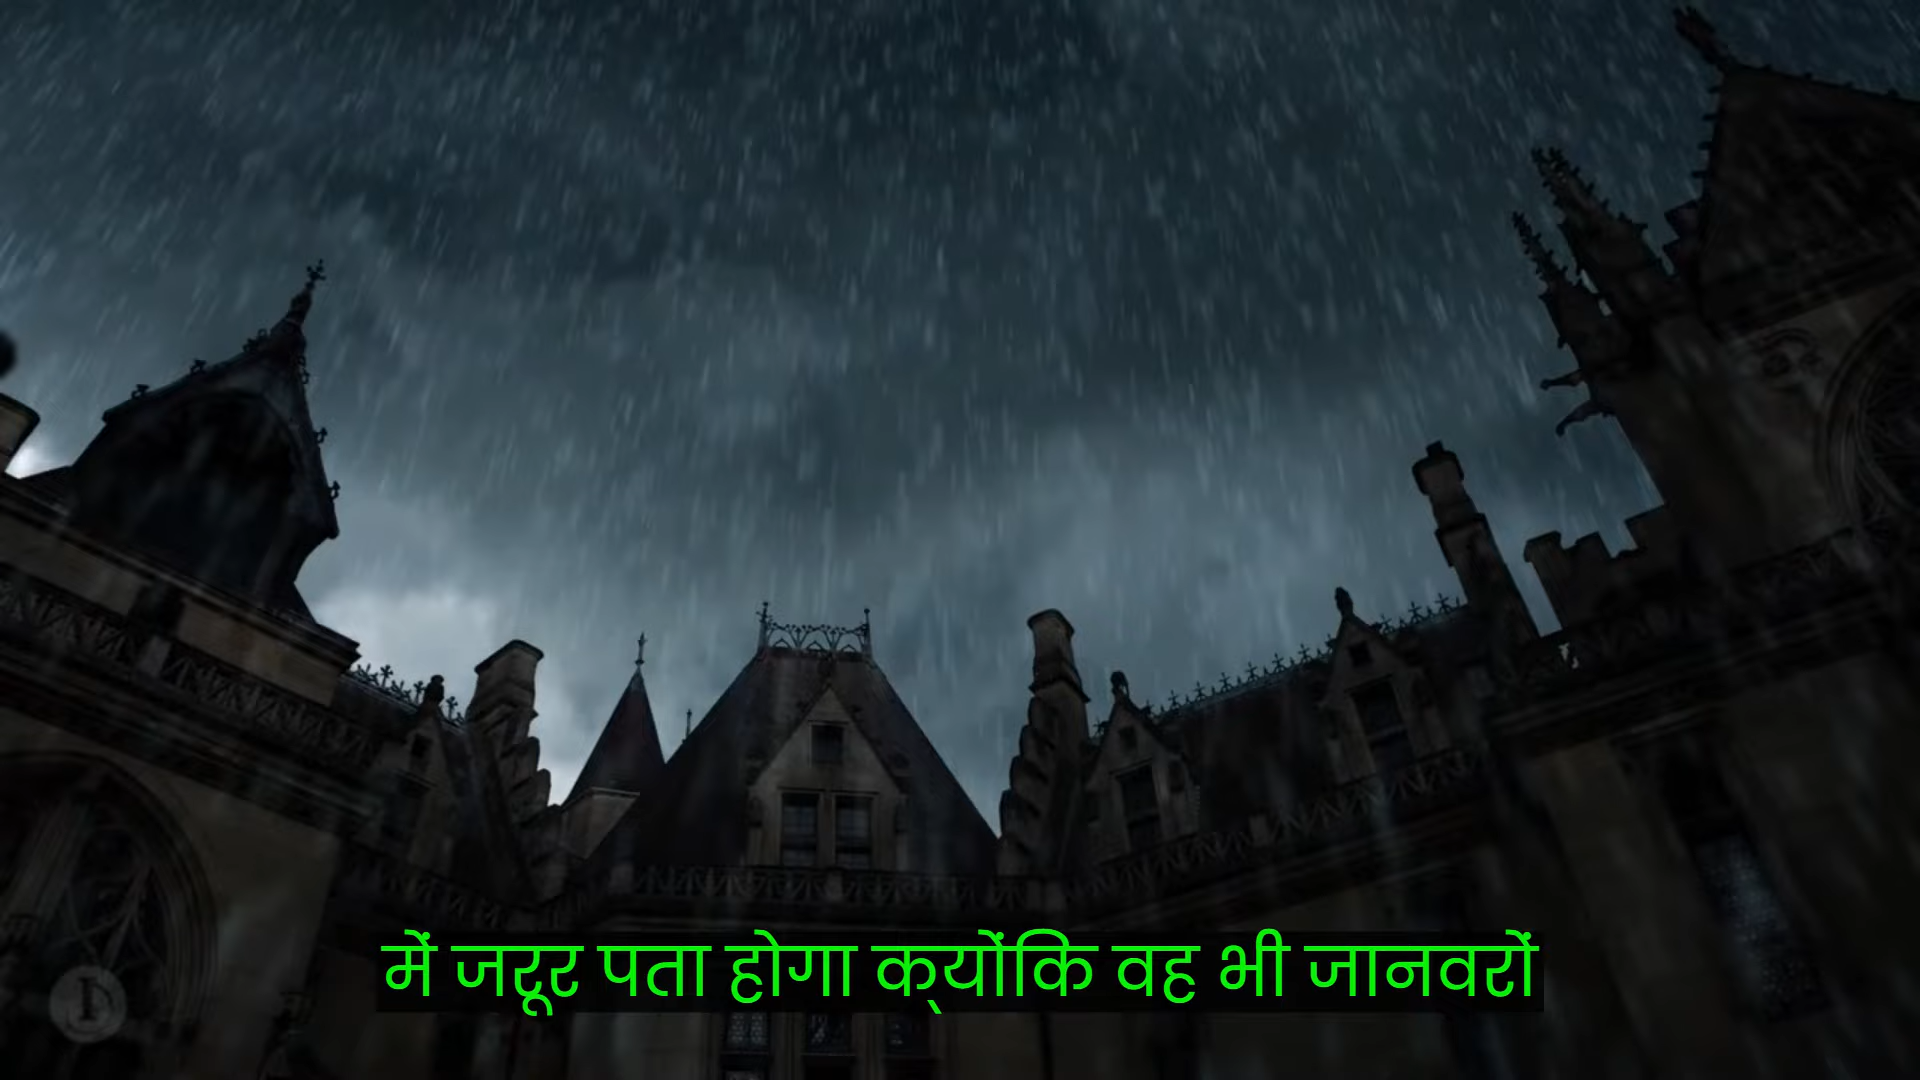 में जरूर पता होगा क्योंकि वह भी जानवरों